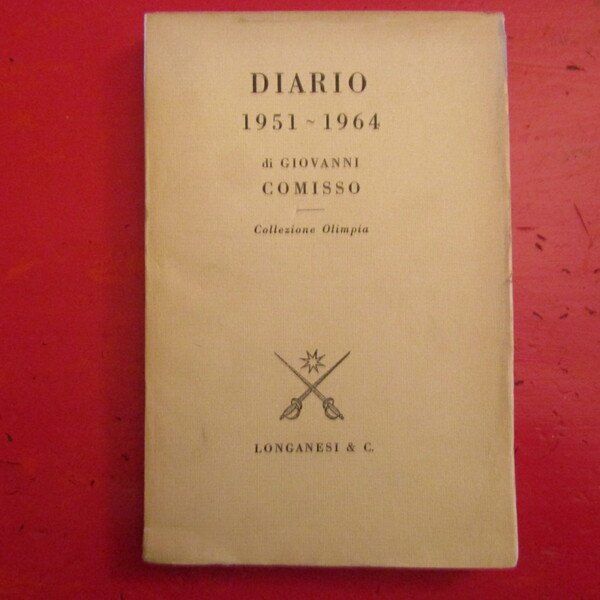 DIARIO
1951 ~ 1964
di GIOVANNI
COMISSO
Collezione Olimpia
LONGANESI & C.